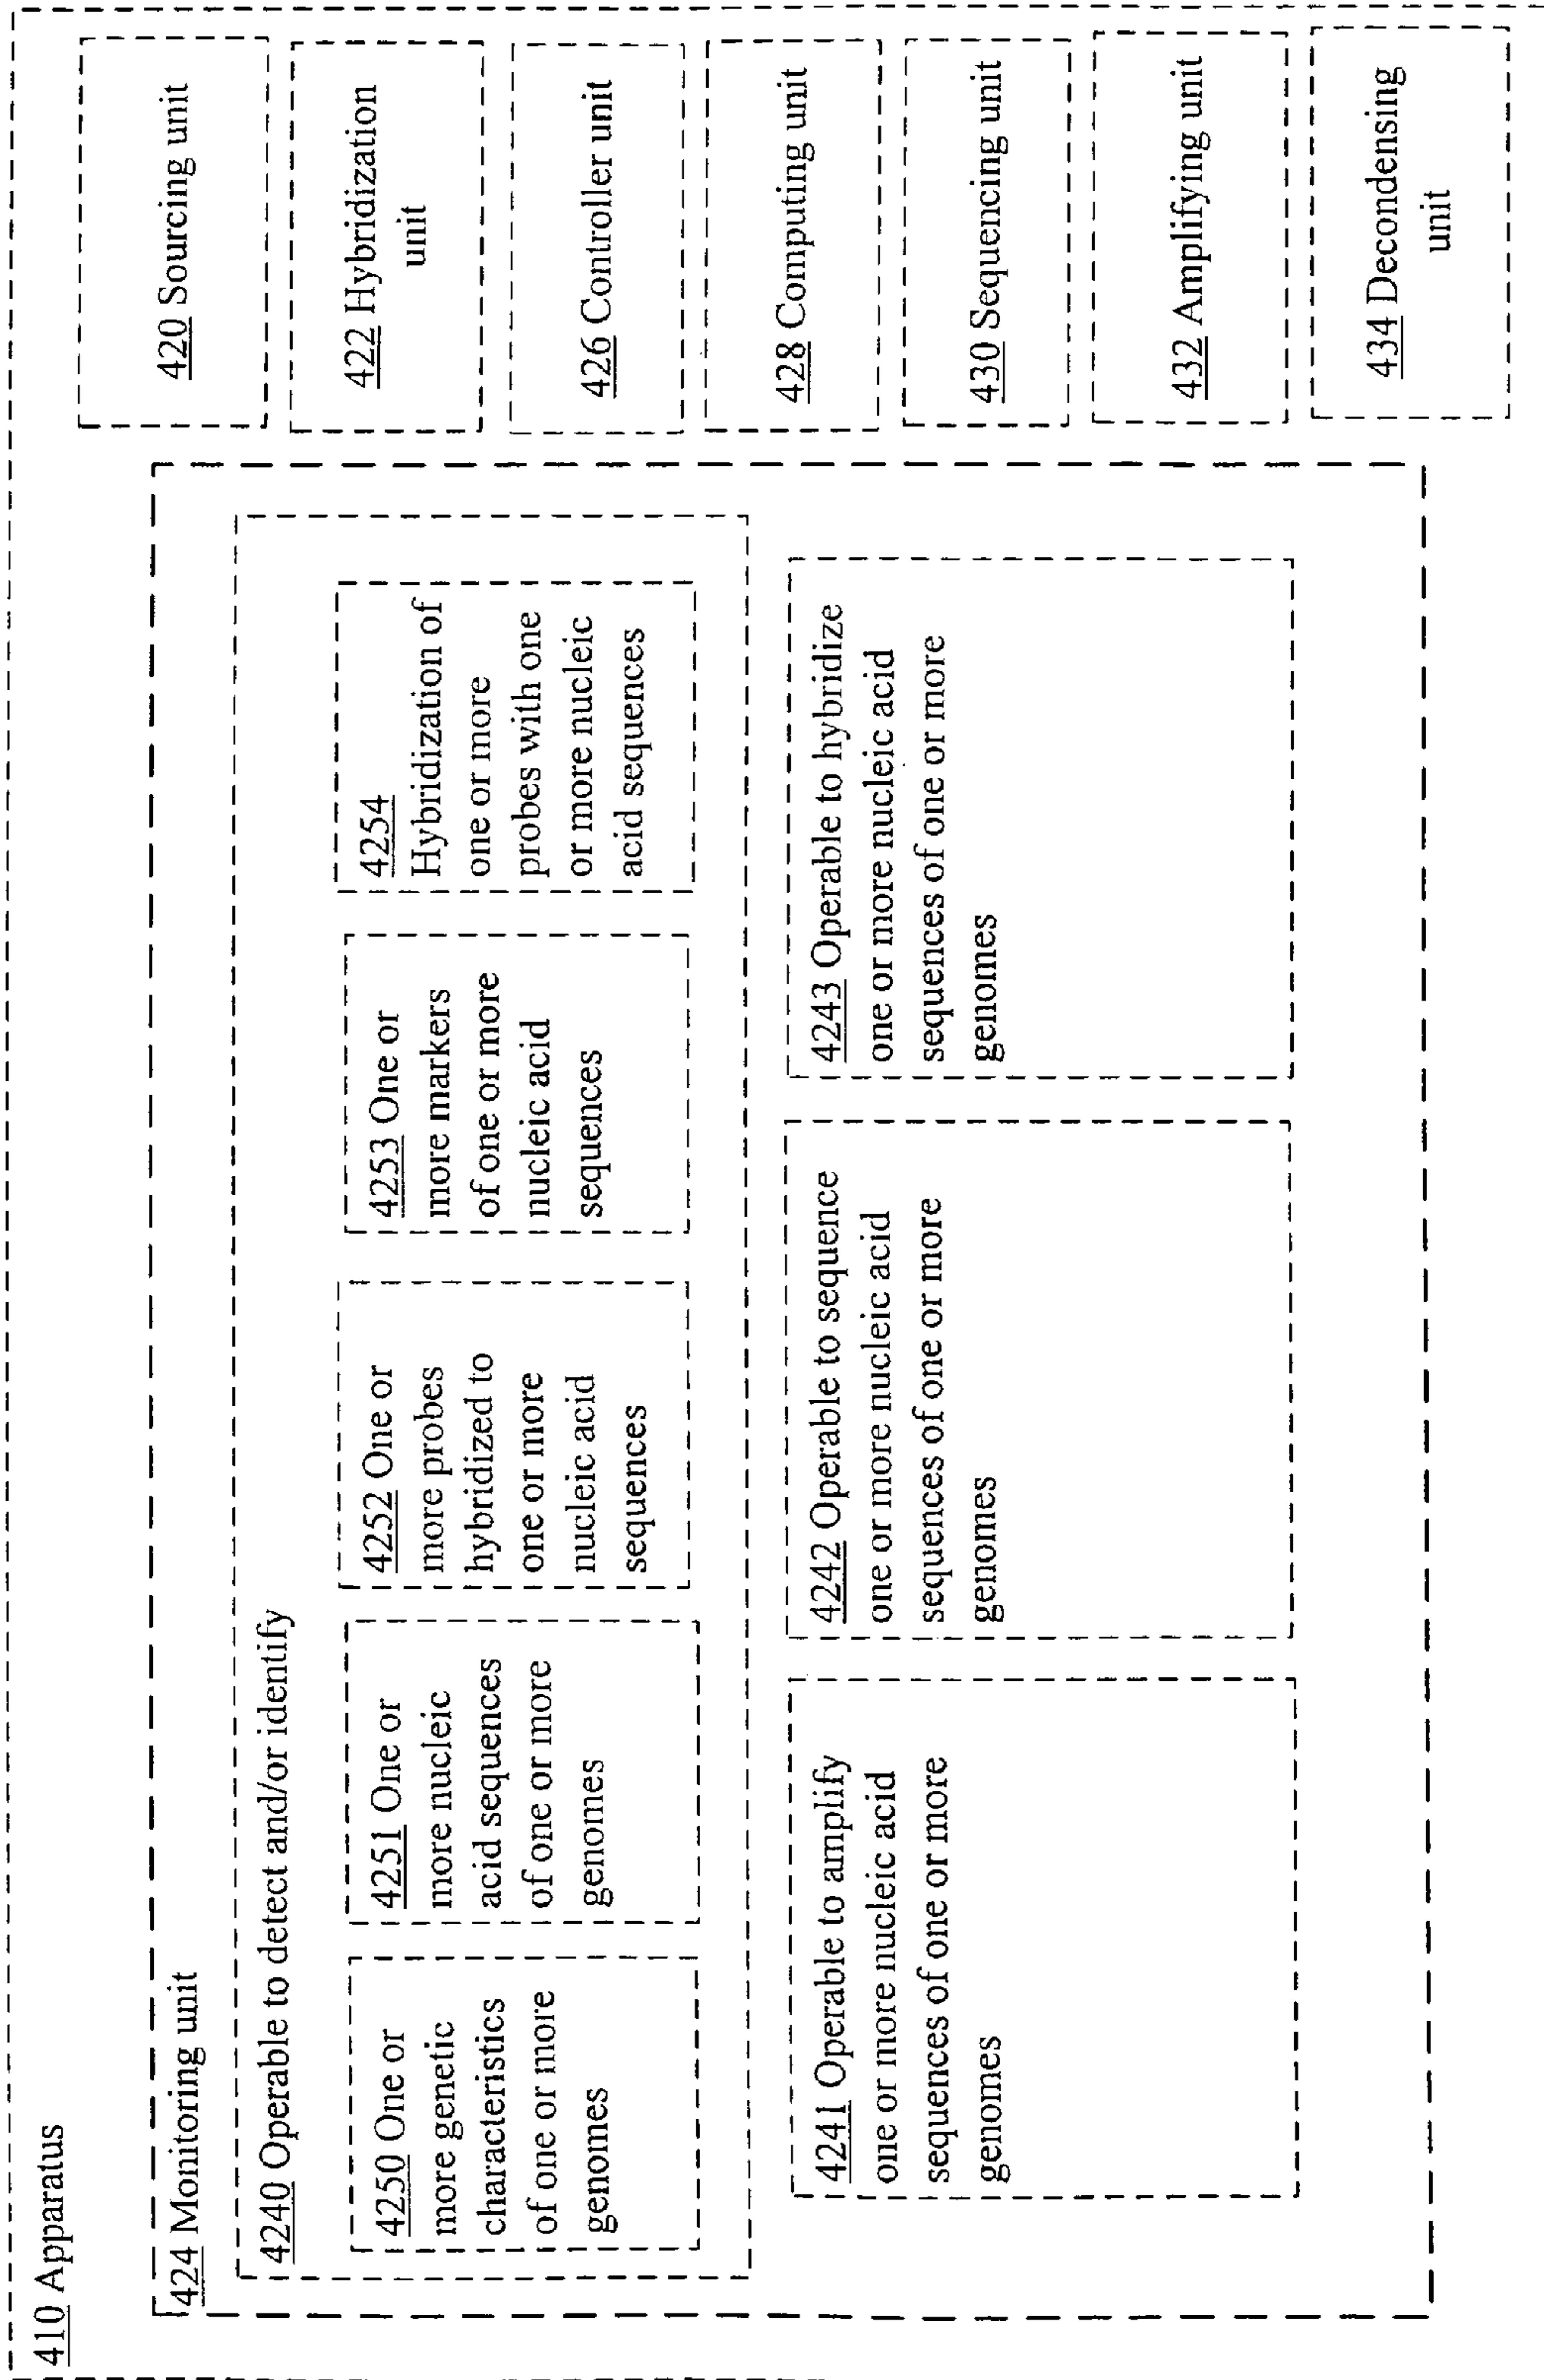 410 Apparatus
424 Monitoring unit
4240 Operable to detect and/or identify
4250 One or
more genetic
characteristics
of one or more
genomes
4251 One or
more nucleic
acid sequences
of one or more
genomes
4252 One or
more probes
hybridized to
one or more
nucleic acid
sequences
4253 One or
more markers
of one or more
nucleic acid
sequences
4254
Hybridization of
one or more
probes with one
or more nucleic
acid sequences
4241 Operable to amplify
one or more nucleic acid
sequences of one or more
genomes
4242 Operable to sequence
one or more nucleic acid
sequences of one or more
genomes
4243 Operable to hybridize
one or more nucleic acid
sequences of one or more
genomes
420 Sourcing unit
422 Hybridization
unit
426 Controller unit
428 Computing unit
430 Sequencing unit
432 Amplifying unit
434 Decondensing
unit